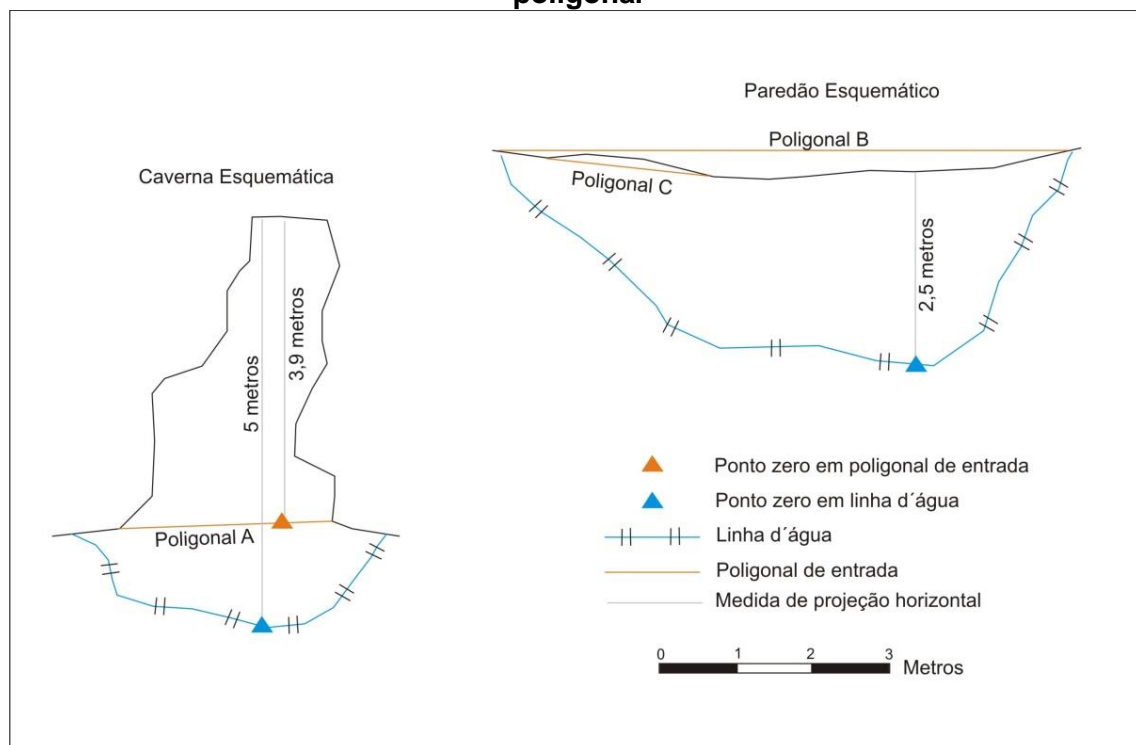 poligonal
Caverna Esquemática
5 metros
3,9 metros
Poligonal A
Paredão Esquemático
Poligonal B
Poligonal C
2,5 metros
Ponto zero em poligonal de entrada
Ponto zero em linha d´água
Linha d´água
Poligonal de entrada
Medida de projeção horizontal
0 1 2 3
Metros